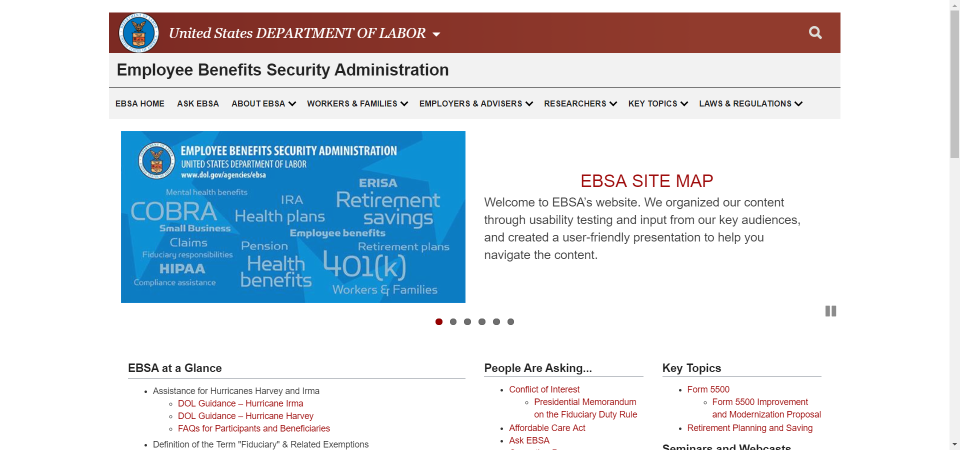 United States DEPARTMENT OF LABOR
Employee Benefits Security Administration
EBSA HOME ASK EBSA ABOUT EBSA WORKERS & FAMILIES EMPLOYERS & ADVISERS RESEARCHERS KEY TOPICS LAWS & REGULATIONS
EMPLOYEE BENEFITS SECURITY ADMINISTRATION
UNITED STATES DEPARTMENT OF LABOR
www.dol.gov/agencies/ebsa
Mental health benefits
IRA
ERISA
COBRA
Health plans
Retirement
savings
Small Business
Employee benefits
Claims
Pension
Retirement plans
Fiduciary responsibilities
HIPAA
Health
benefits
401(k)
Compliance assistance
Workers & Families
EBSA SITE MAP
Welcome to EBSA's website. We organized our content
through usability testing and input from our key audiences,
and created a user-friendly presentation to help you
navigate the content.
EBSA at a Glance
Assistance for Hurricanes Harvey and Irma
DOL Guidance – Hurricane Irma
DOL Guidance – Hurricane Harvey
FAQs for Participants and Beneficiaries
Definition of the Term "Fiduciary" & Related Exemptions
People Are Asking...
Conflict of Interest
Presidential Memorandum
on the Fiduciary Duty Rule
Affordable Care Act
Ask EBSA
Key Topics
Form 5500
Form 5500 Improvement
and Modernization Proposal
Retirement Planning and Saving
Seminars and Webcasts